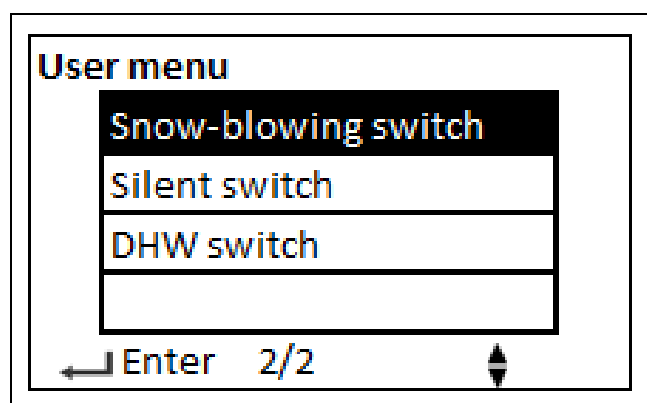 User menu
Snow-blowing switch
Silent switch
DHW switch
Enter 2/2